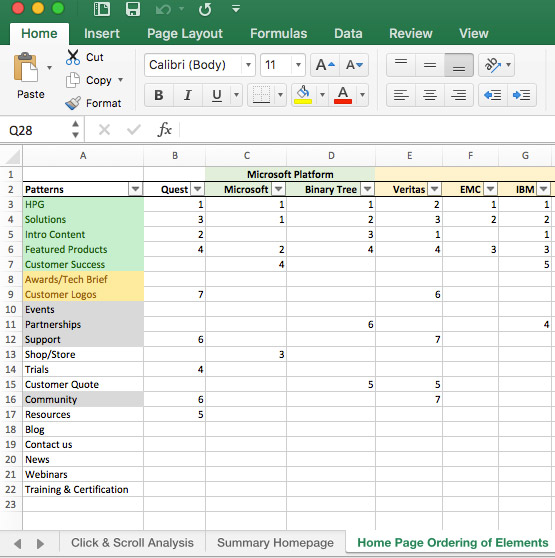 Home Insert Page Layout Formulas Data Review View
Cut
Calibri (Body) 11 A A
Copy
Paste
Format B I U A
Q28 fx
A B C D E F G
1 Microsoft Platform
2 Patterns Quest Microsoft Binary Tree Veritas EMC IBM
3 HPG 1 1 1 2 1 1
4 Solutions 3 1 2 3 2 2
5 Intro Content 2 3 1 1
6 Featured Products 4 2 4 4 3 3
7 Customer Success 4 5
8 Awards/Tech Brief
9 Customer Logos 7 6
10 Events
11 Partnerships 6 4
12 Support 6 7
13 Shop/Store 3
14 Trials 4
15 Customer Quote 5 5
16 Community 6 7
17 Resources 5
18 Blog
19 Contact us
20 News
21 Webinars
22 Training & Certification
23
Click & Scroll Analysis Summary Homepage Home Page Ordering of Elements